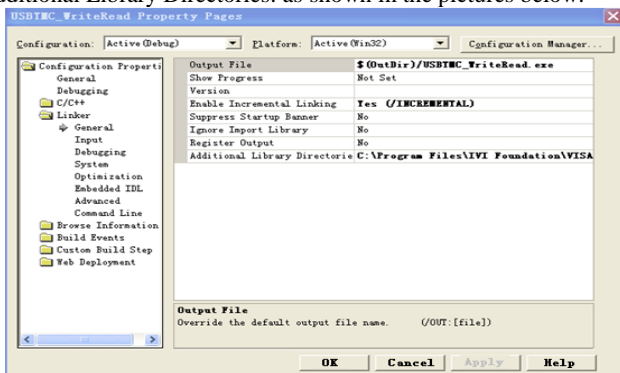 dditional Library Directories: as shown in the pictures below:
USBTMC_WriteRead Property Pages
Configuration: Active(Debug) Platform: Active(Win32) Configuration Manager...
Configuration Properti
General
Debugging
C/C++
Linker
General
Input
Debugging
System
Optimization
Embedded IDL
Advanced
Command Line
Browse Information
Build Events
Custom Build Step
Web Deployment
Output File $(OutDir)/USBTMC_WriteRead.exe
Show Progress Not Set
Version
Enable Incremental Linking Yes (/INCREMENTAL)
Suppress Startup Banner No
Ignore Import Library No
Register Output No
Additional Library Directorie C:\Program Files\IVI Foundation\VISA
Output File
Override the default output file name. (/OUT:[file])
OK Cancel Apply Help